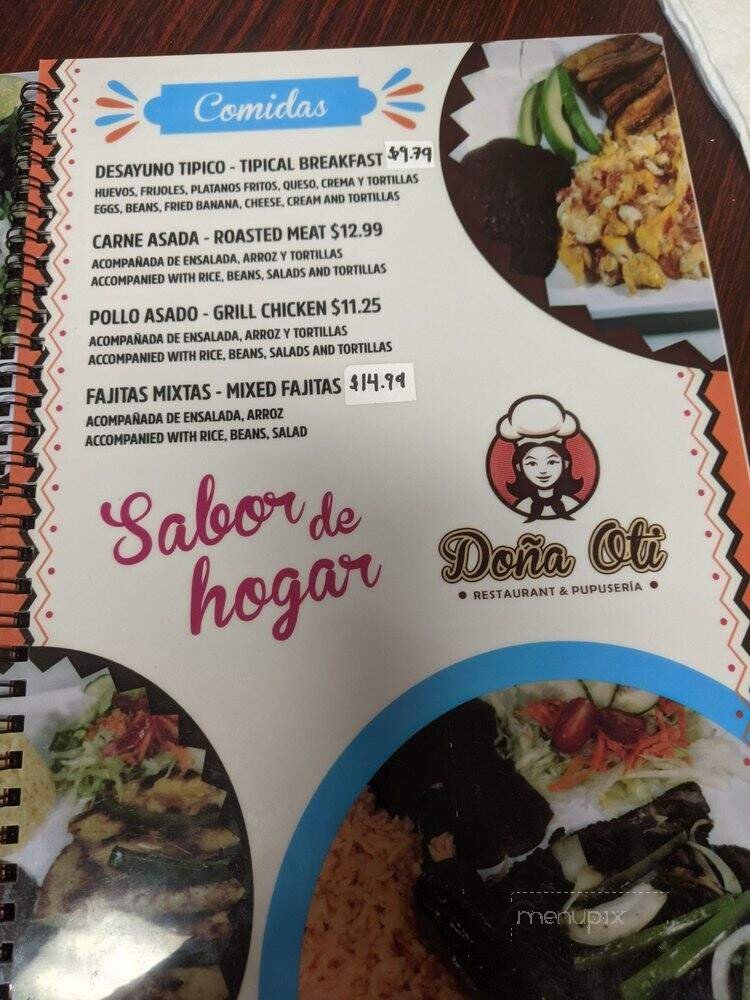 Comidas
DESAYUNO TIPICO - TIPICAL BREAKFAST $9.79
HUEVOS, FRIJOLES, PLATANOS FRITOS, QUESO, CREMA Y TORTILLAS
EGGS, BEANS, FRIED BANANA, CHEESE, CREAM AND TORTILLAS
CARNE ASADA - ROASTED MEAT $12.99
ACOMPAÑADA DE ENSALADA, ARROZ Y TORTILLAS
ACCOMPANIED WITH RICE, BEANS, SALADS AND TORTILLAS
POLLO ASADO - GRILL CHICKEN $11.25
ACOMPAÑADA DE ENSALADA, ARROZ Y TORTILLAS
ACCOMPANIED WITH RICE, BEANS, SALADS AND TORTILLAS
FAJITAS MIXTAS - MIXED FAJITAS $14.99
ACOMPAÑADA DE ENSALADA, ARROZ
ACCOMPANIED WITH RICE, BEANS, SALAD
Sabor de
hogar
Doña Oti
• RESTAURANT & PUPUSERÍA •
menupix